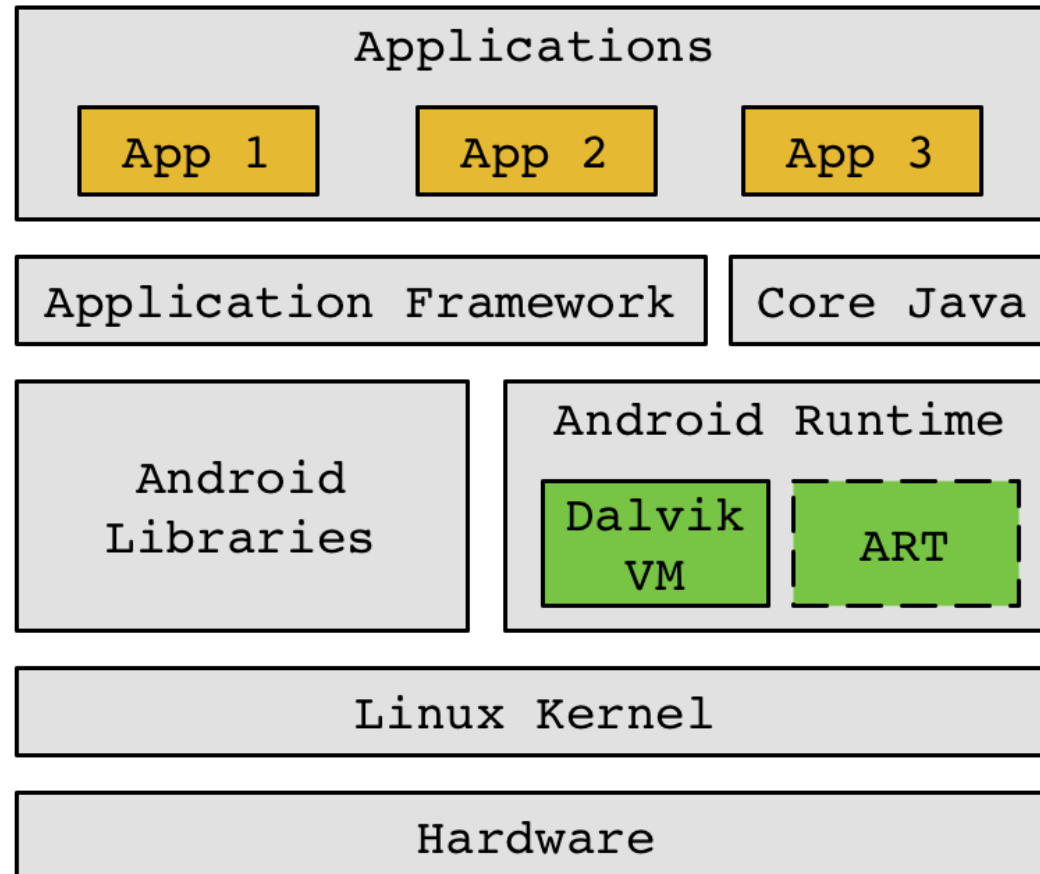 Applications
App 1
App 2
App 3
Application Framework
Core Java
Android
Libraries
Android Runtime
Dalvik
VM
ART
Linux Kernel
Hardware